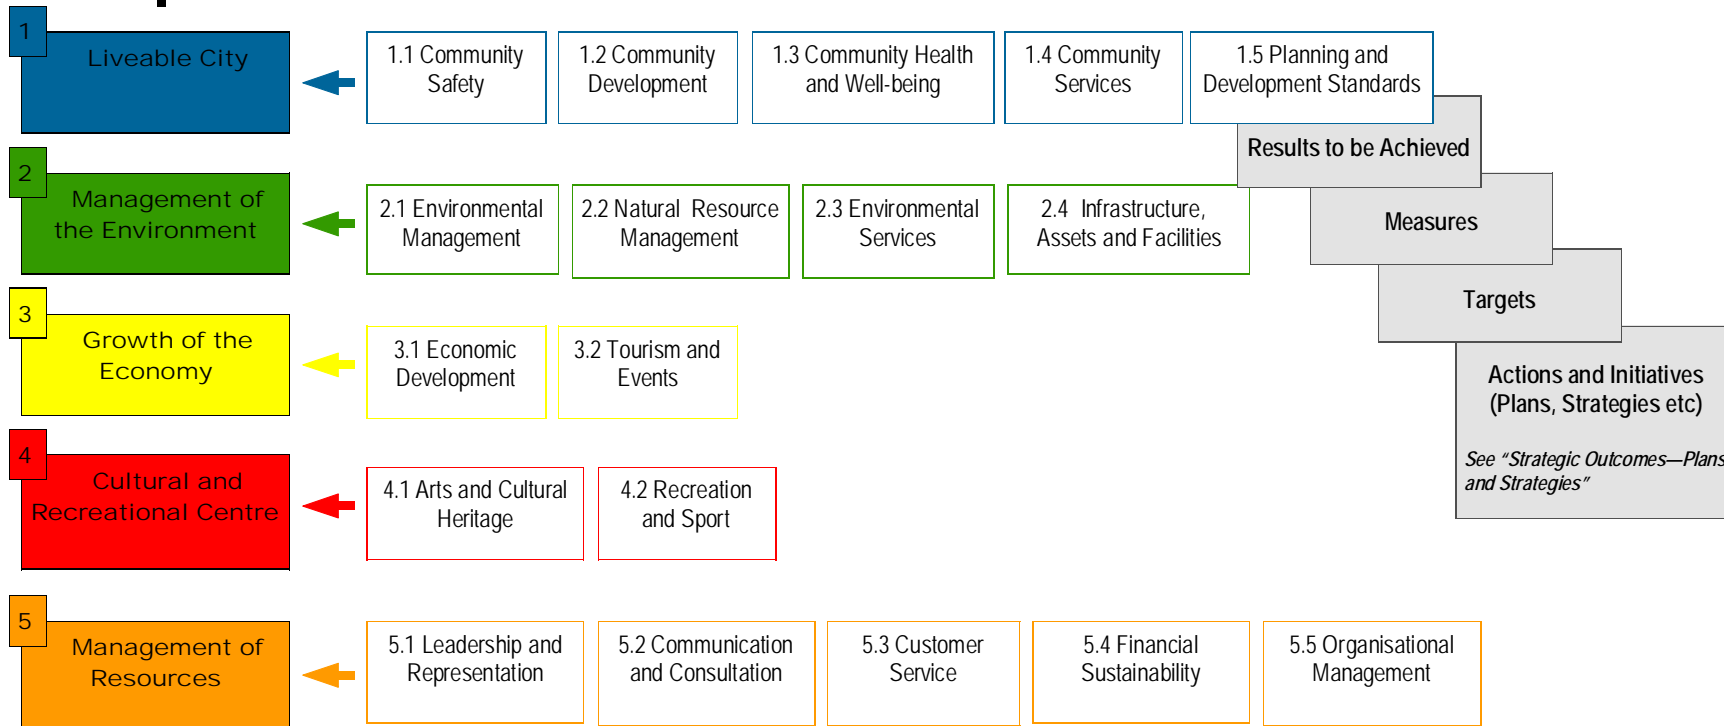 1
Liveable City
1.1 Community
Safety
1.2 Community
Development
1.3 Community Health
and Well-being
1.4 Community
Services
1.5 Planning and
Development Standards
Results to be Achieved
Measures
Targets
Actions and Initiatives
(Plans, Strategies etc)
See “Strategic Outcomes—Plans
and Strategies”
2
Management of
the Environment
2.1 Environmental
Management
2.2 Natural Resource
Management
2.3 Environmental
Services
2.4 Infrastructure,
Assets and Facilities
3
Growth of the
Economy
3.1 Economic
Development
3.2 Tourism and
Events
4
Cultural and
Recreational Centre
4.1 Arts and Cultural
Heritage
4.2 Recreation
and Sport
5
Management of
Resources
5.1 Leadership and
Representation
5.2 Communication
and Consultation
5.3 Customer
Service
5.4 Financial
Sustainability
5.5 Organisational
Management